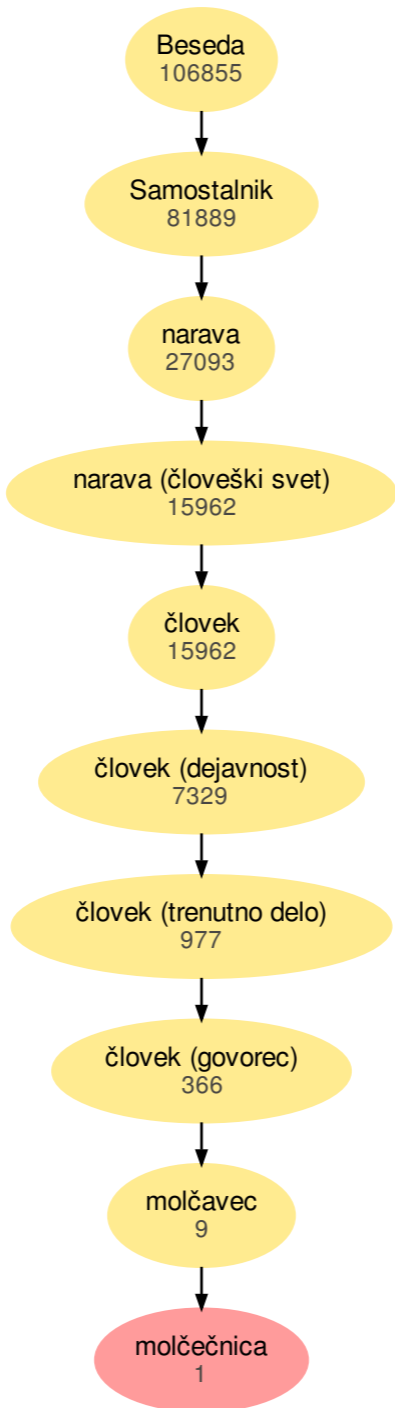 Beseda
106855
Samostalnik
81889
narava
27093
narava (človeški svet)
15962
človek
15962
človek (dejavnost)
7329
človek (trenutno delo)
977
človek (govorec)
366
molčavec
9
molčečnica
1